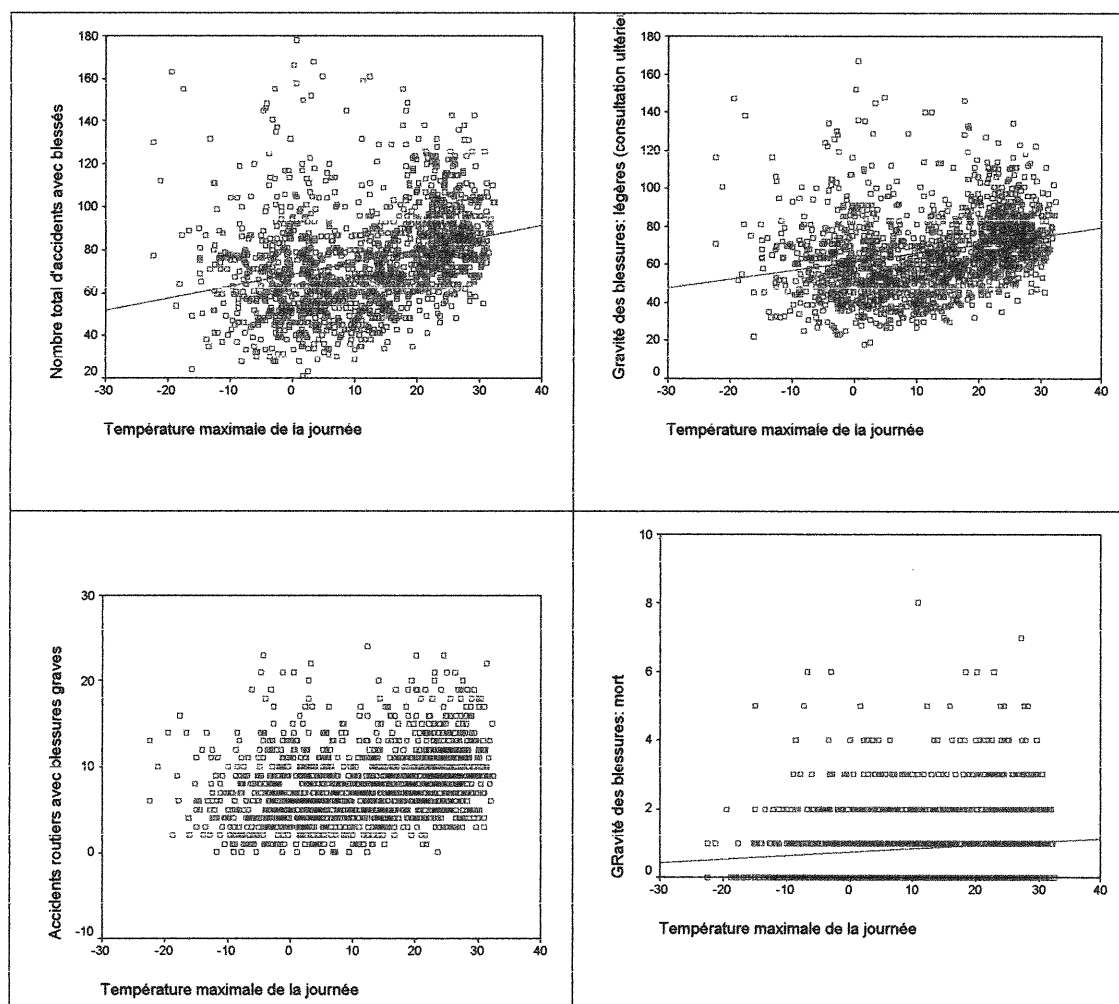 Nombre total d'accidents avec blessés
180
160
140
120
100
80
60
40
20
-30 -20 -10 0 10 20 30 40
Température maximale de la journée
Gravité des blessures: légères (consultation ultérie
180
160
140
120
100
80
60
40
20
0
-30 -20 -10 0 10 20 30 40
Température maximale de la journée
Accidents routiers avec blessures graves
30
20
10
0
-10
-30 -20 -10 0 10 20 30 40
Température maximale de la journée
GRavité des blessures: mort
10
8
6
4
2
0
-30 -20 -10 0 10 20 30 40
Température maximale de la journée